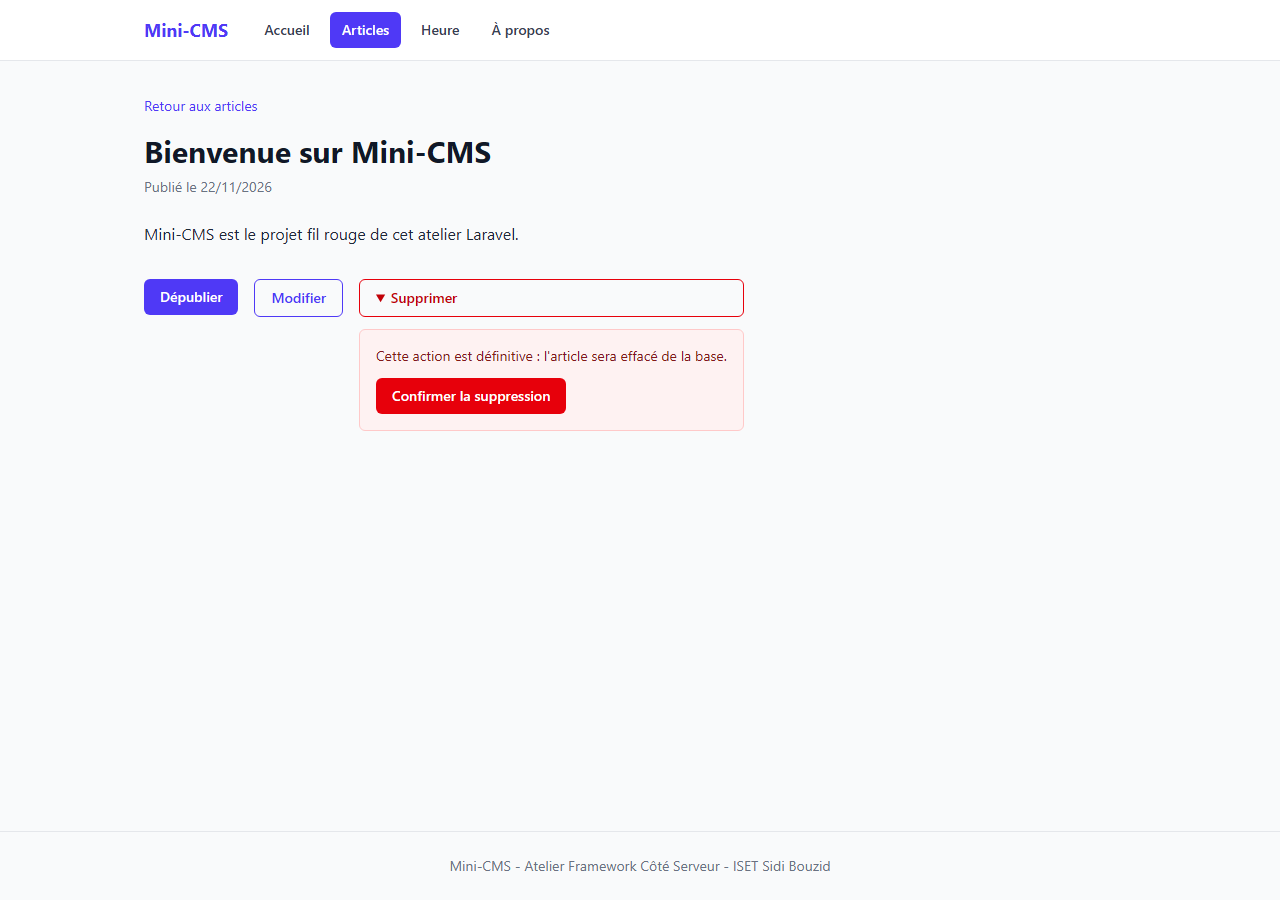 Mini-CMS Accueil Articles Heure À propos
Retour aux articles
Bienvenue sur Mini-CMS
Publié le 22/11/2026
Mini-CMS est le projet fil rouge de cet atelier Laravel.
Dépublier Modifier ▼ Supprimer
Cette action est définitive : l'article sera effacé de la base.
Confirmer la suppression
Mini-CMS - Atelier Framework Côté Serveur - ISET Sidi Bouzid